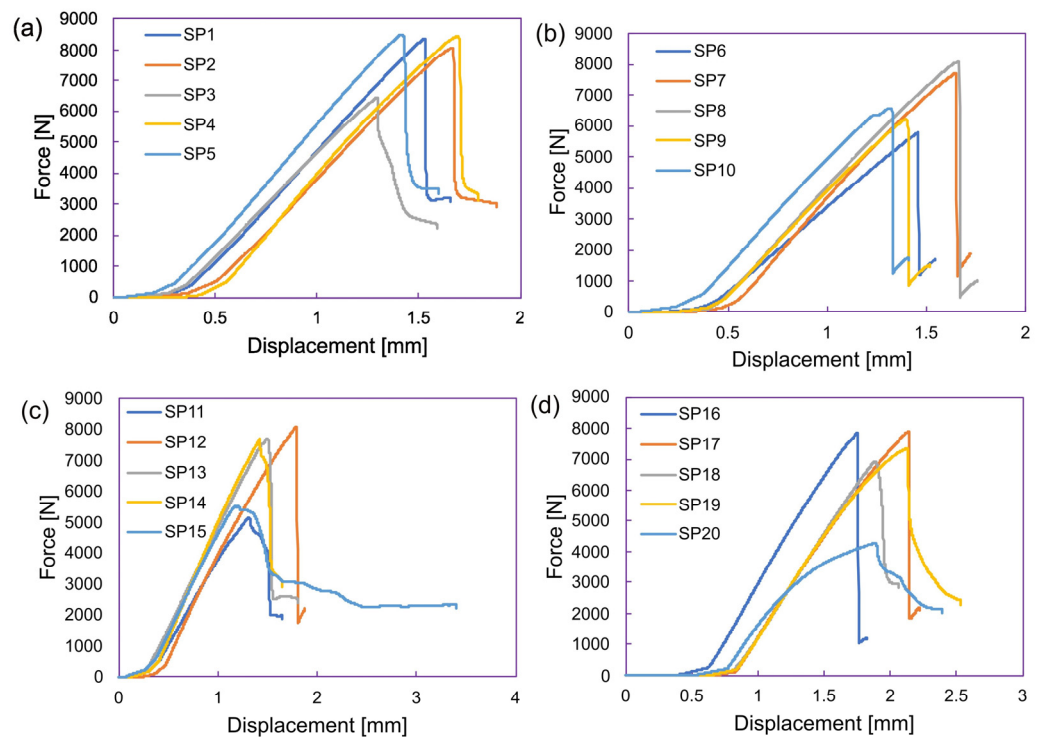 (a)
9000
8000
7000
6000
5000
4000
3000
2000
1000
0
Force [N]
SP1
SP2
SP3
SP4
SP5
0
0.5
1
1.5
2
Displacement [mm]
(b)
9000
8000
7000
6000
5000
4000
3000
2000
1000
0
Force [N]
SP6
SP7
SP8
SP9
SP10
0
0.5
1
1.5
2
Displacement [mm]
(c)
9000
8000
7000
6000
5000
4000
3000
2000
1000
0
Force [N]
SP11
SP12
SP13
SP14
SP15
0
1
2
3
4
Displacement [mm]
(d)
9000
8000
7000
6000
5000
4000
3000
2000
1000
0
Force [N]
SP16
SP17
SP18
SP19
SP20
0
0.5
1
1.5
2
2.5
3
Displacement [mm]